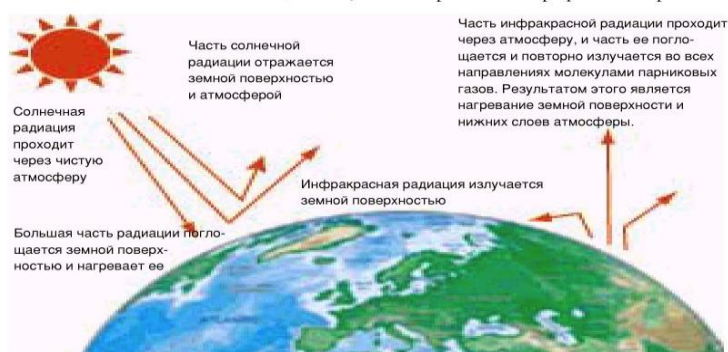 Часть солнечной
радиации отражается
земной поверхностью
и атмосферой
Часть инфракрасной радиации проходит
через атмосферу, и часть ее погло-
щается и повторно излучается во всех
направлениях молекулами парниковых
газов. Результатом этого является
нагревание земной поверхности и
нижних слоев атмосферы.
Солнечная
радиация
проходит
через чистую
атмосферу
Инфракрасная радиация излучается
земной поверхностью
Большая часть радиации погло-
щается земной поверх-
ностью и нагревает ее